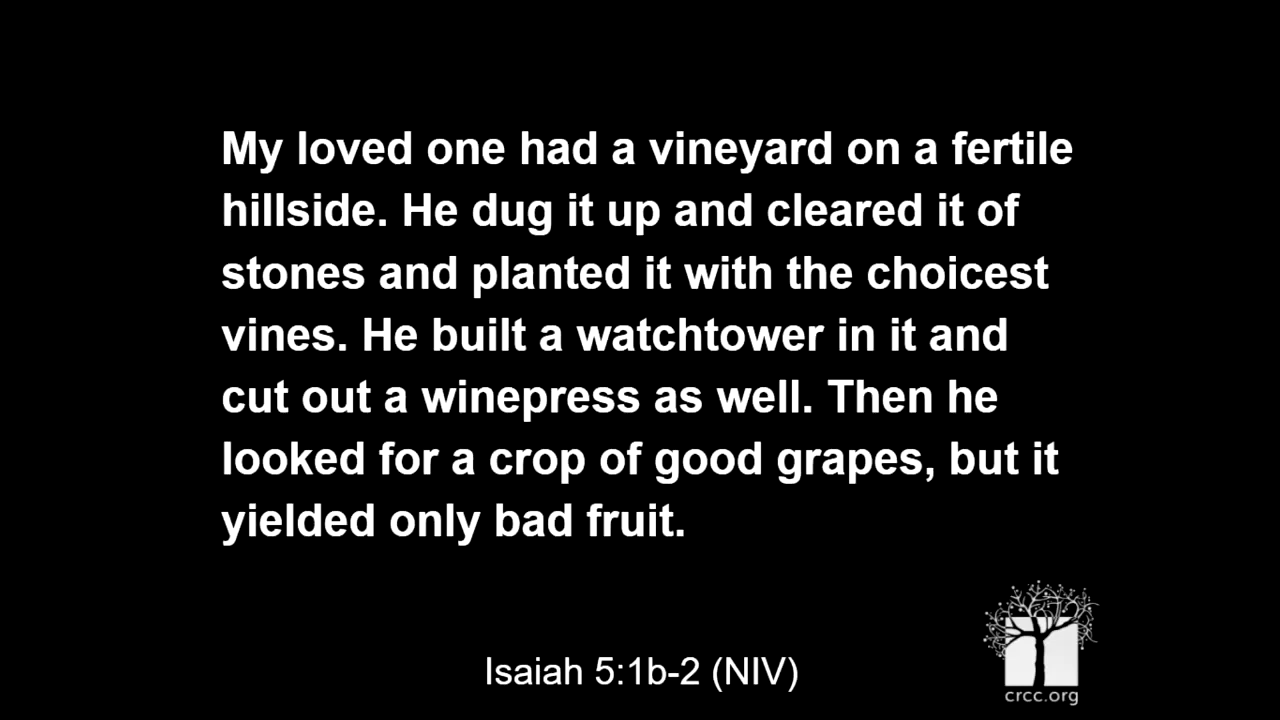 My loved one had a vineyard on a fertile
hillside. He dug it up and cleared it of
stones and planted it with the choicest
vines. He built a watchtower in it and
cut out a winepress as well. Then he
looked for a crop of good grapes, but it
yielded only bad fruit.
Isaiah 5:1b-2 (NIV)
crcc.org